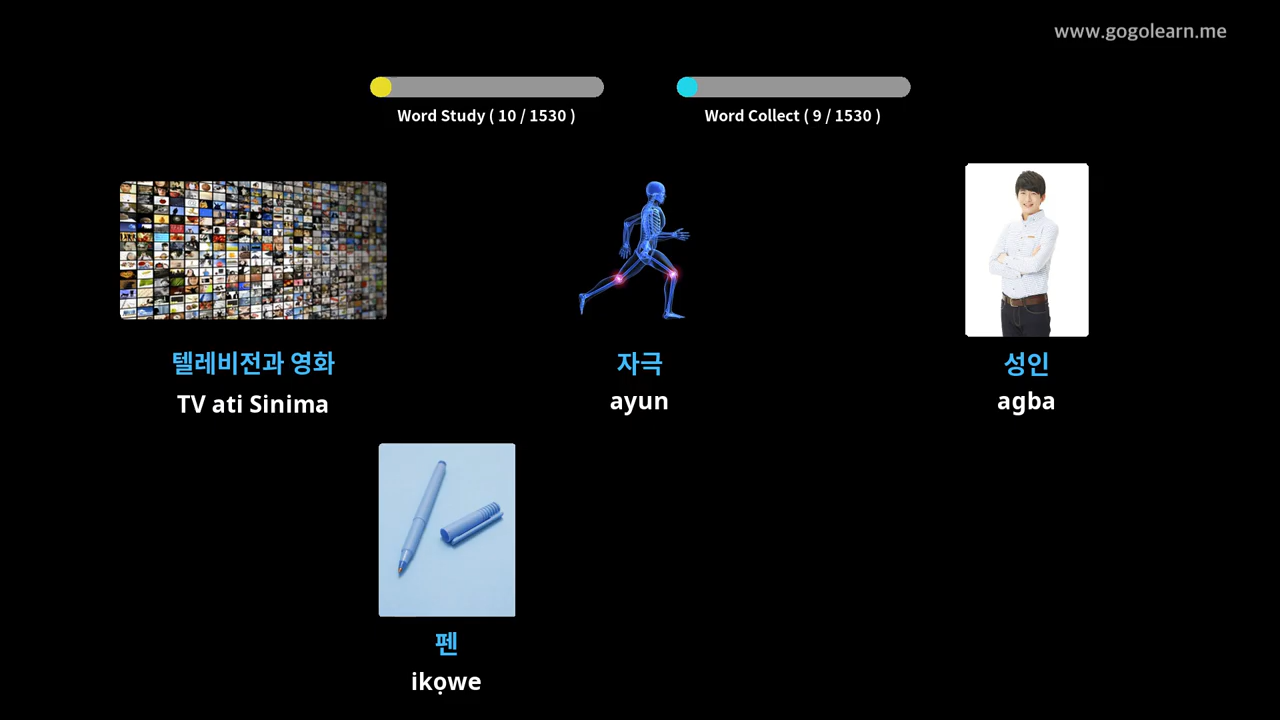 www.gogolearn.me
Word Study ( 10 / 1530 )
Word Collect ( 9 / 1530 )
텔레비전과 영화
TV ati Sinima
자극
ayun
성인
agba
펜
ikọwe